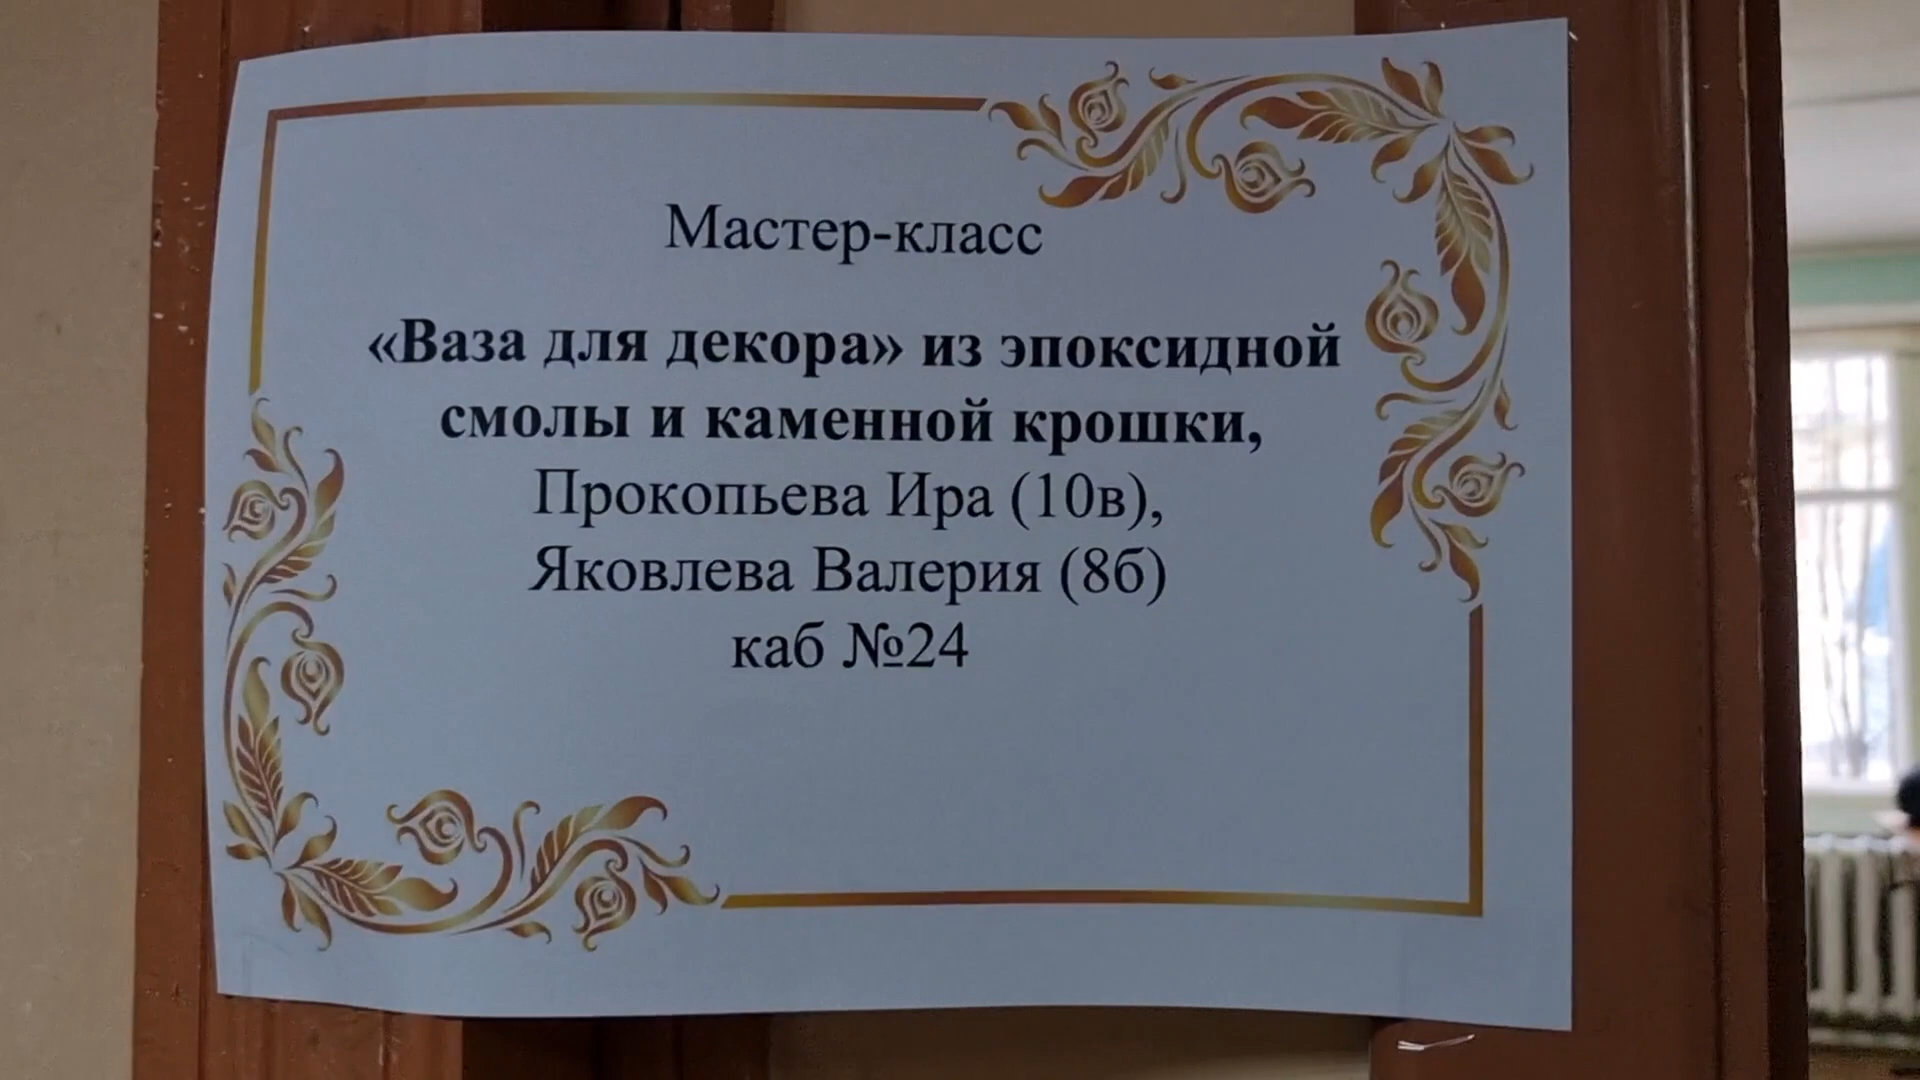 Мастер-класс
«Ваза для декора» из эпоксидной
смолы и каменной крошки,
Прокопьева Ира (10в),
Яковлева Валерия (8б)
каб №24